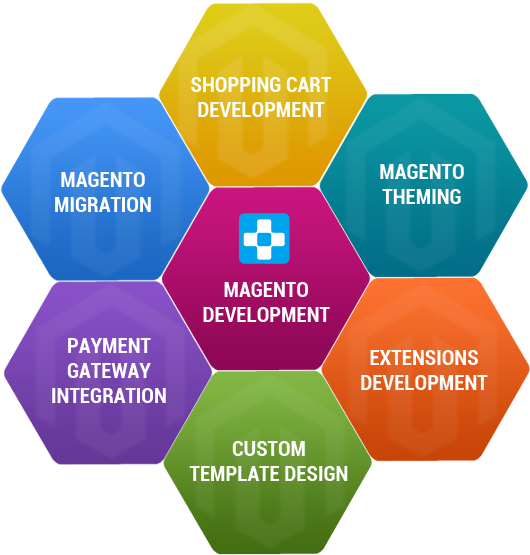 SHOPPING CART
DEVELOPMENT
MAGENTO
THEMING
MAGENTO
MIGRATION
MAGENTO
DEVELOPMENT
EXTENSIONS
DEVELOPMENT
PAYMENT
GATEWAY
INTEGRATION
CUSTOM
TEMPLATE DESIGN